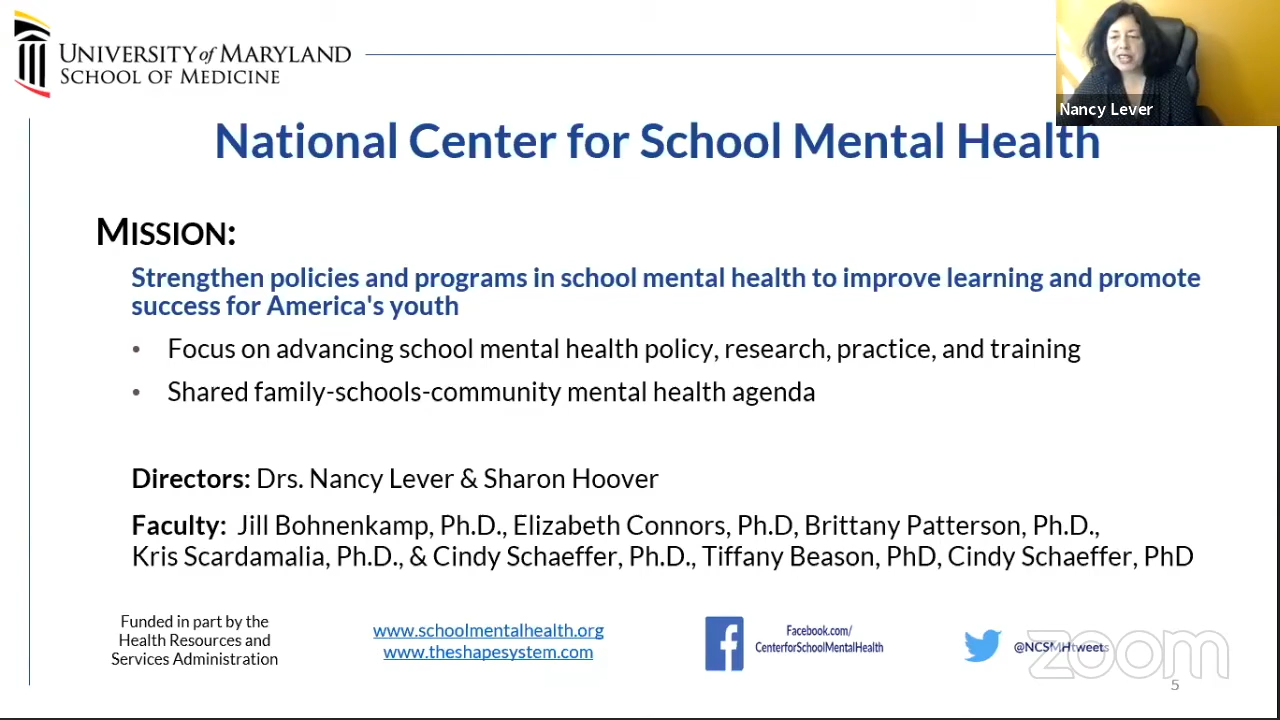 UNIVERSITY of MARYLAND
SCHOOL OF MEDICINE
Nancy Lever
National Center for School Mental Health
MISSION:
Strengthen policies and programs in school mental health to improve learning and promote
success for America's youth
• Focus on advancing school mental health policy, research, practice, and training
• Shared family-schools-community mental health agenda
Directors: Drs. Nancy Lever & Sharon Hoover
Faculty: Jill Bohnenkamp, Ph.D., Elizabeth Connors, Ph.D, Brittany Patterson, Ph.D.,
Kris Scardamalia, Ph.D., & Cindy Schaeffer, Ph.D., Tiffany Beason, PhD, Cindy Schaeffer, PhD
Funded in part by the
Health Resources and
Services Administration
www.schoolmentalhealth.org
www.theshapesystem.com
Facebook.com/
CenterforSchoolMentalHealth
@NCSMHtweets
zoom
5